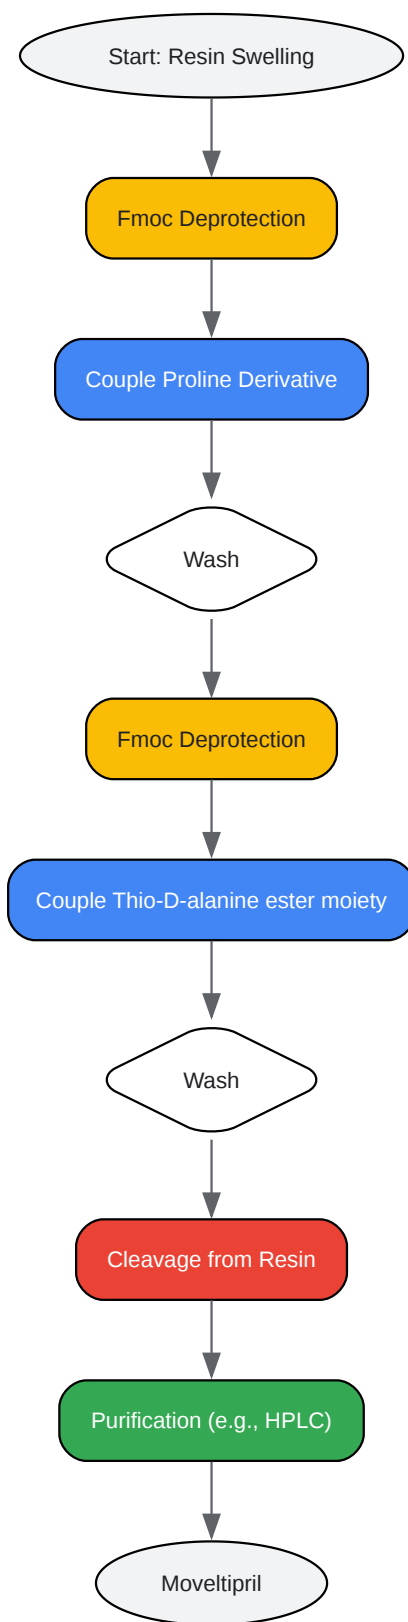 Start: Resin Swelling
Fmoc Deprotection
Couple Proline Derivative
Wash
Fmoc Deprotection
Couple Thio-D-alanine ester moiety
Wash
Cleavage from Resin
Purification (e.g., HPLC)
Moveltipril